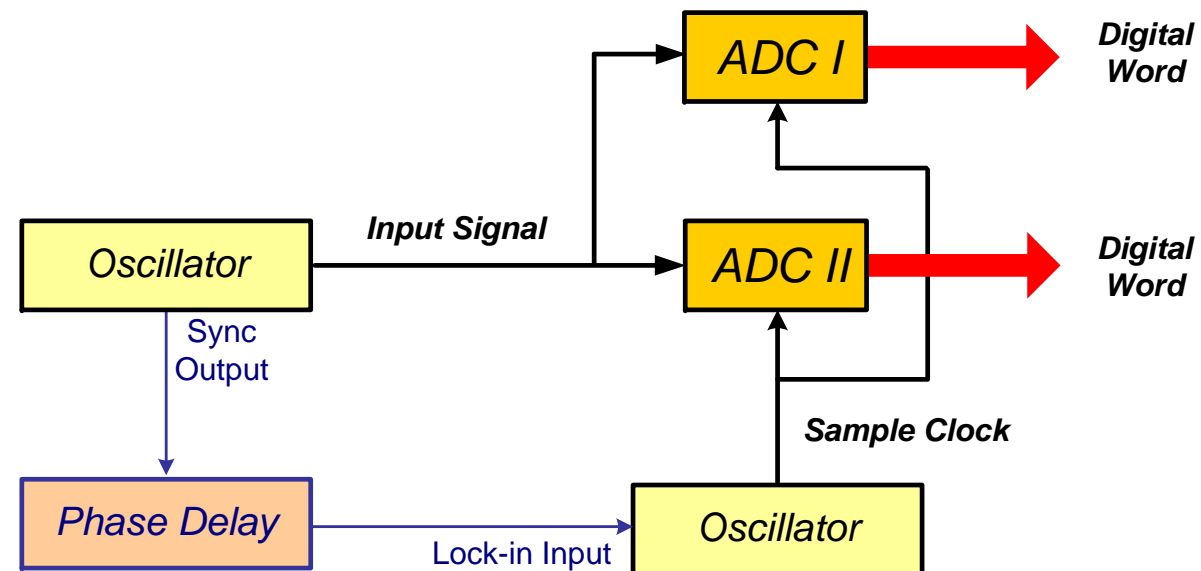 ADC I
Digital
Word
Input Signal
Oscillator
ADC II
Digital
Word
Sync
Output
Sample Clock
Phase Delay
Lock-in Input
Oscillator